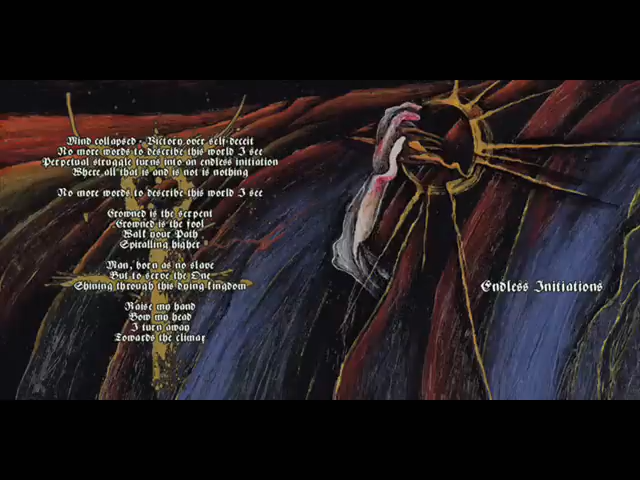 Mind collapsed - Victory over self-deceit
No more words to describe this world I see
Perpetual struggle turns into an endless initiation
Where all that is and is not is nothing
No more words to describe this world I see
Crowned is the serpent
Crowned is the fool
Walk your Path
Spiralling higher
Man, born as no slave
But to serve the One
Shining through this dying kingdom
Raise my hand
Bow my head
I turn away
Towards the climax
Endless Initiations